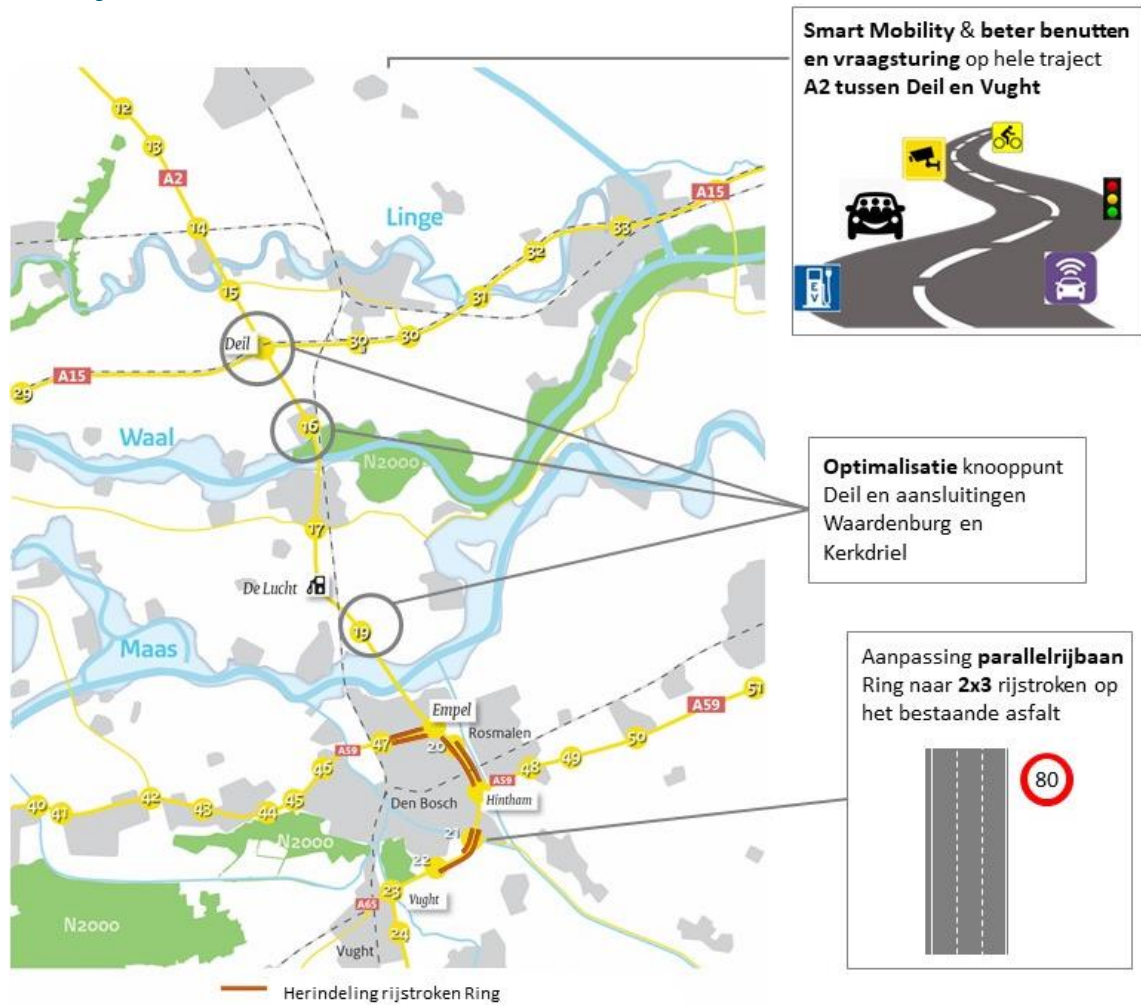 Smart Mobility & beter benutten
en vraagsturing op hele traject
A2 tussen Deil en Vught
E
V
12
13
A2
14
Linge
A15
33
32
15
31
Deil
30
A15
29
16
Waal
N2000
Optimalisatie knooppunt
Deil en aansluitingen
Waardenburg en
Kerkdriel
17
De Lucht
19
Maas
Aanpassing parallelrijbaan
Ring naar 2x3 rijstroken op
het bestaande asfalt
80
Empel
51
A59
47
20
Rosmalen
50
A59
46
A59
48
49
40
41
42
43
44
45
Den Bosch
Hintham
21
N2000
22
23
Vught
A65
N2000
24
Vught
Herindeling rijstroken Ring